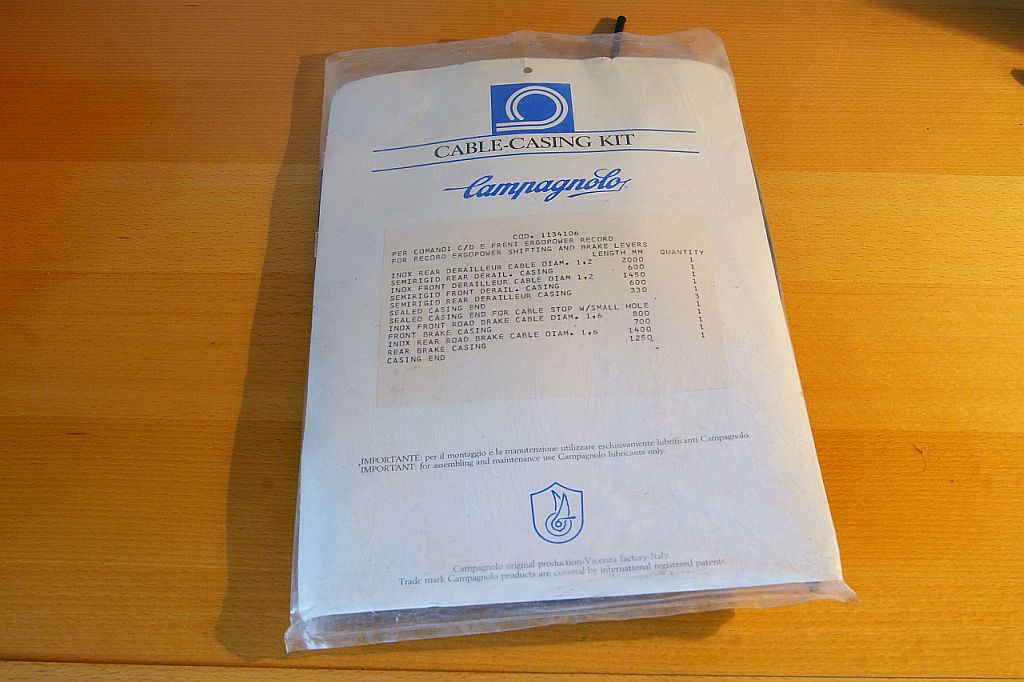 CABLE-CASING KIT
Campagnolo
COD. 1134106
PER COMANDI C/D E FRENI ERGOPOWER RECORD
FOR RECORD ERGOPOWER SHIFTING AND BRAKE LEVERS
LENGTH MM QUANTITY
INOX REAR DERAILLEUR CABLE DIAM. 1,2 2000 1
SEMIRIGID REAR DERAIL. CASING 600 1
INOX FRONT DERAILLEUR CABLE DIAM 1,2 1450 1
SEMIRIGID FRONT DERAIL. CASING 600 1
SEMIRIGID REAR DERAILLEUR CASING 330 1
SEALED CASING END 3
SEALED CASING END FOR CABLE STOP W/SMALL HOLE 1
INOX FRONT ROAD BRAKE CABLE DIAM. 1,6 800 1
FRONT BRAKE CASING 700 1
INOX REAR ROAD BRAKE CABLE DIAM. 1,6 1400 1
REAR BRAKE CASING 1250 1
CASING END
IMPORTANTE: per il montaggio e la manutenzione utilizzare esclusivamente lubrificanti Campagnolo.
IMPORTANT: for assembling and maintenance use Campagnolo lubricants only.
Campagnolo original production-Vicenza factory-Italy.
Trade mark Campagnolo products are covered by international registered patents.